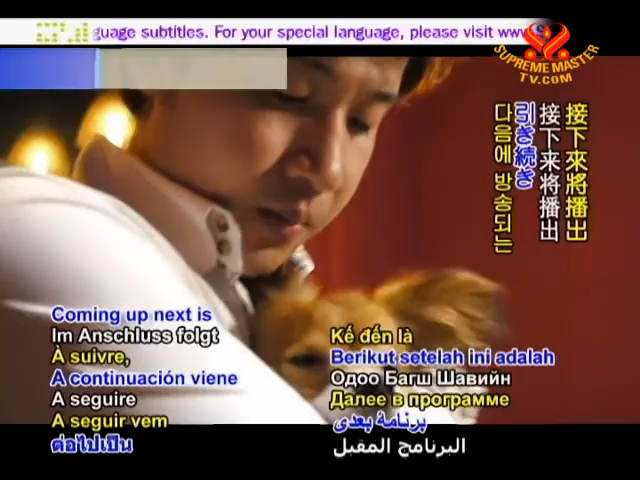 guage subtitles. For your special language, please visit www.
SUPREME MASTER
TV.COM
接下來將播出
接下来将播出
引き続き
다음에 방송되는
Coming up next is
Im Anschluss folgt
À suivre,
A continuación viene
A seguire
A seguir vem
ต่อไปเป็น
Kế đến là
Berikut setelah ini adalah
Одоо Багш Шавийн
Далее в программе
برنامهٔ بعدی
البرنامج المقبل